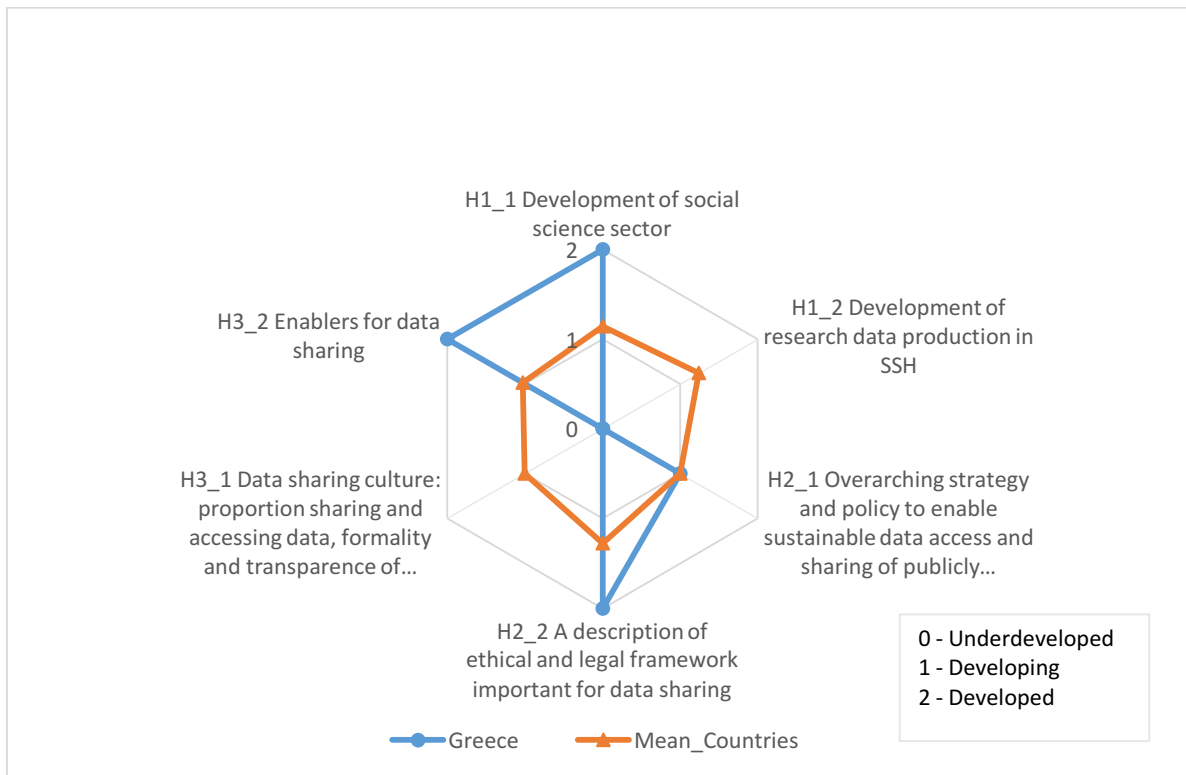 H1_1 Development of social
science sector
2
1
0
H1_2 Development of
research data production in
SSH
H2_1 Overarching strategy
and policy to enable
sustainable data access and
sharing of publicly...
H2_2 A description of
ethical and legal framework
important for data sharing
H3_1 Data sharing culture:
proportion sharing and
accessing data, formality
and transparence of...
H3_2 Enablers for data
sharing
0 - Underdeveloped
1 - Developing
2 - Developed
Greece
Mean_Countries